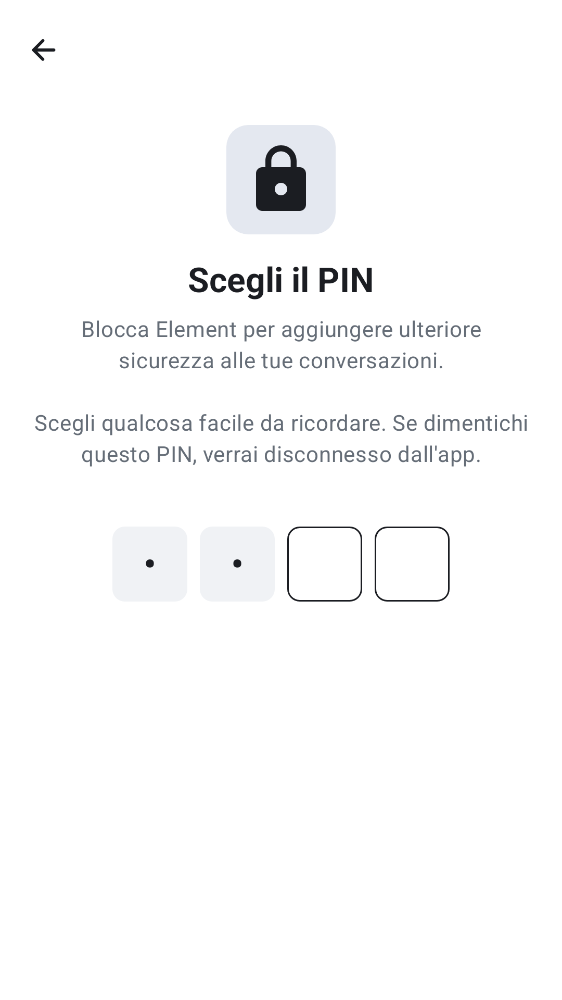 Scegli il PIN
Blocca Element per aggiungere ulteriore
sicurezza alle tue conversazioni.
Scegli qualcosa facile da ricordare. Se dimentichi
questo PIN, verrai disconnesso dall'app.